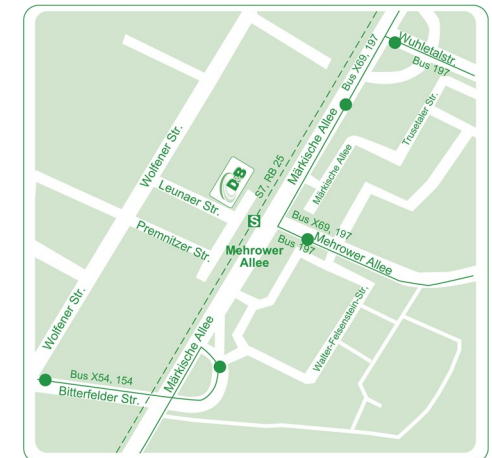 Wuhletalstr.
Bus 197
Bus X69, 197
Trusetaler Str.
Märkische Allee
Märkische Allee
Wolfener Str.
DB
S7, RB 25
Leunaer Str.
Premnitzer Str.
S
Mehrower
Allee
Bus X69, 197
Mehrower Allee
Bus 197
Wolfener Str.
Walter-Felsenstein-Str.
Märkische Allee
Bus X54, 154
Bitterfelder Str.